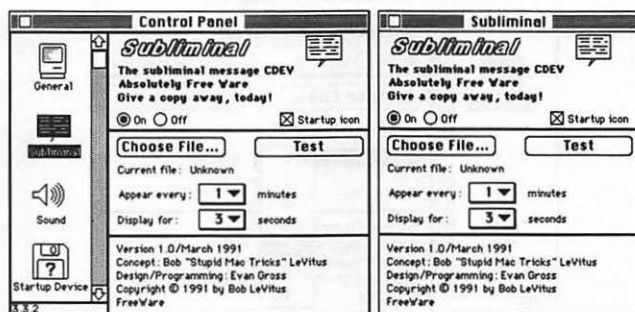 Control Panel
General
Subliminal
Sound
Startup Device
3.3.2
Subliminal
The subliminal message CDEV
Absolutely Free Ware
Give a copy away, today!
On Off Startup icon
Choose File... Test
Current file: Unknown
Appear every: 1 minutes
Display for: 3 seconds
Version 1.0/March 1991
Concept: Bob "Stupid Mac Tricks" LeVitus
Design/Programming: Evan Gross
Copyright © 1991 by Bob LeVitus
FreeWare
Subliminal
Subliminal
The subliminal message CDEV
Absolutely Free Ware
Give a copy away, today!
On Off Startup icon
Choose File... Test
Current file: Unknown
Appear every: 1 minutes
Display for: 3 seconds
Version 1.0/March 1991
Concept: Bob "Stupid Mac Tricks" LeVitus
Design/Programming: Evan Gross
Copyright © 1991 by Bob LeVitus
FreeWare